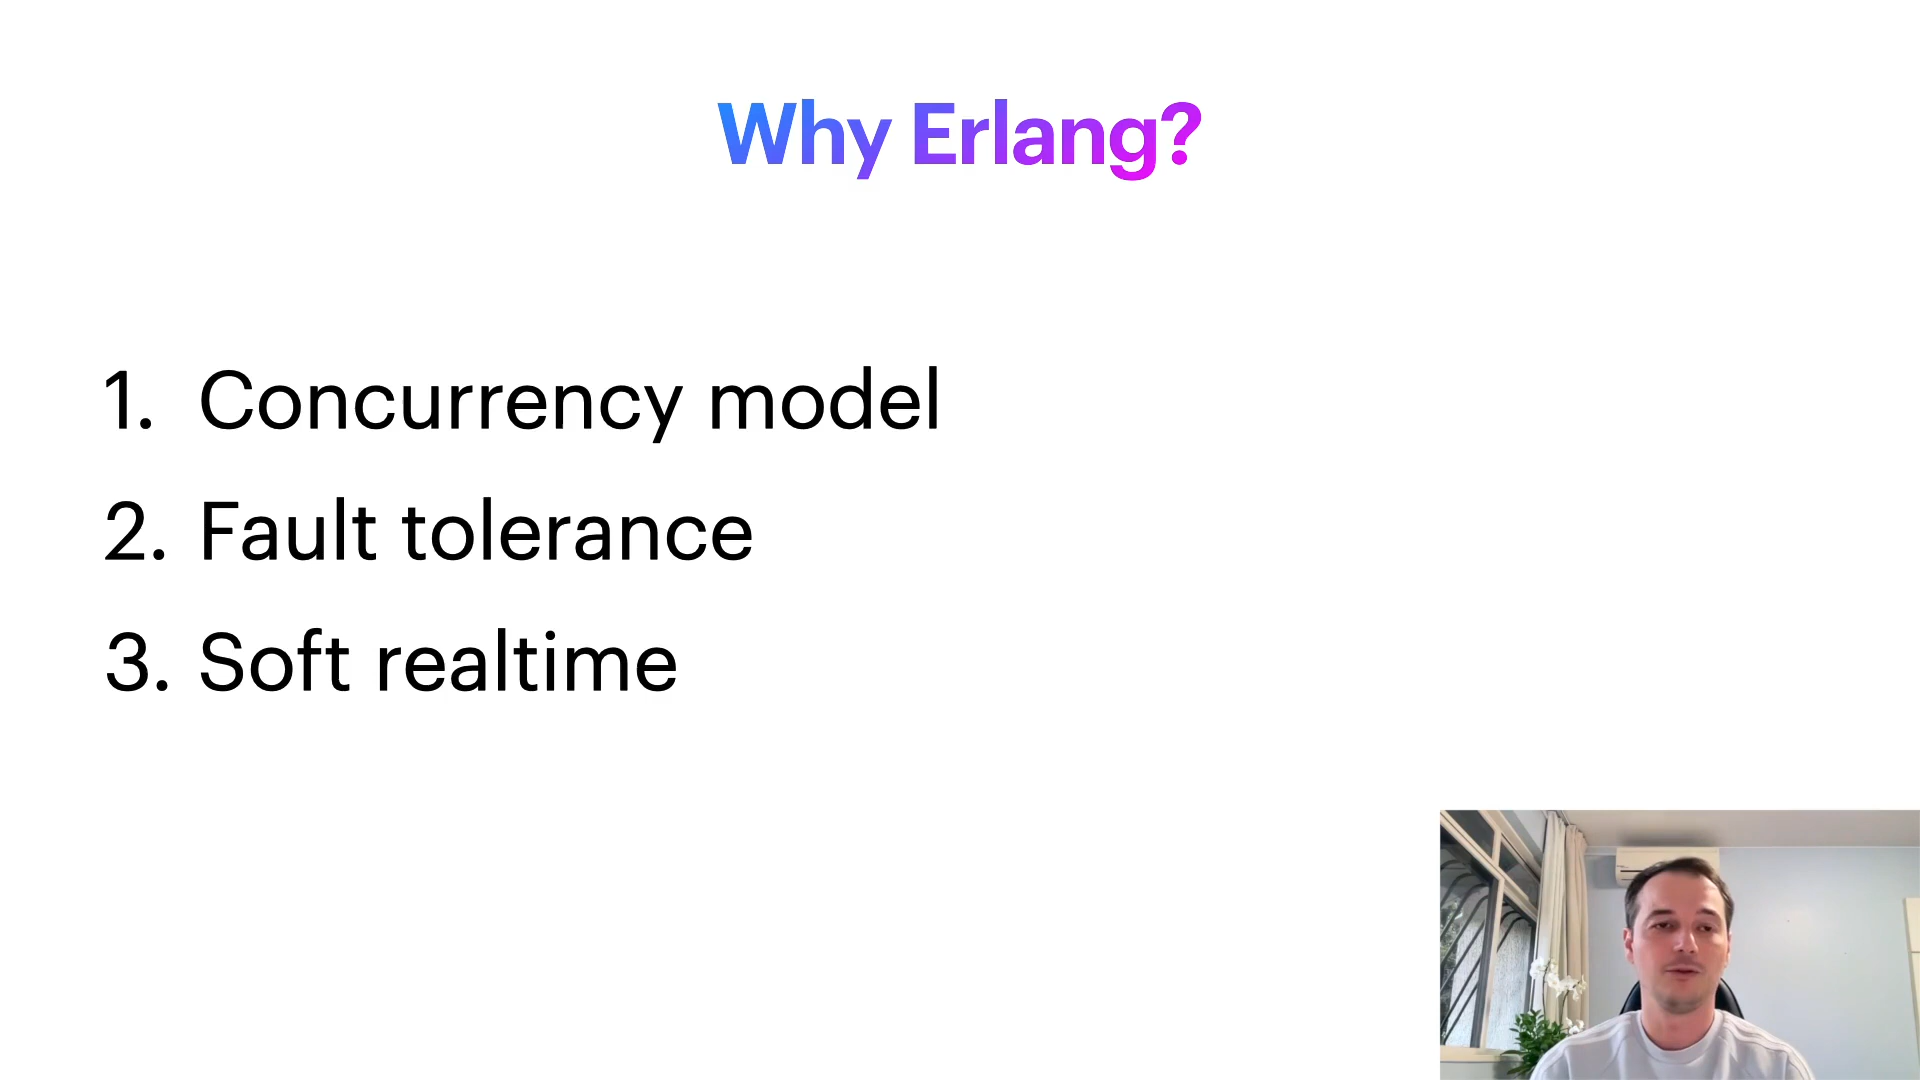 Why Erlang?
1. Concurrency model
2. Fault tolerance
3. Soft realtime